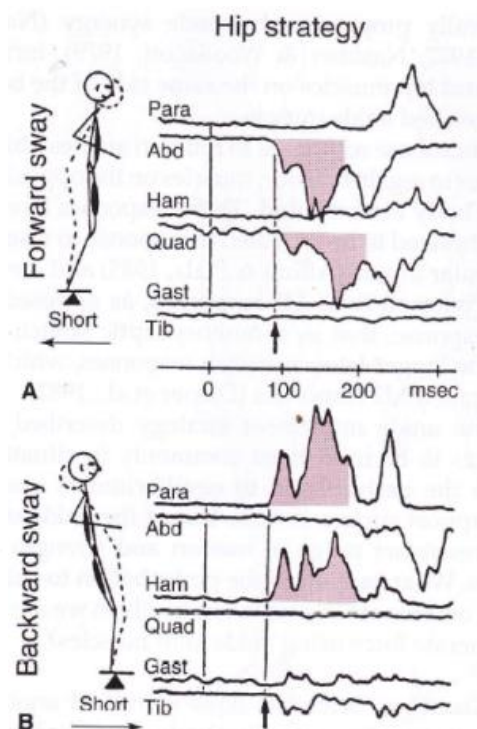 Hip strategy
Forward sway
Para
Abd
Ham
Quad
Gast
Tib
Short
A
0 100 200 msec
Backward sway
Para
Abd
Ham
Quad
Gast
Tib
Short
B